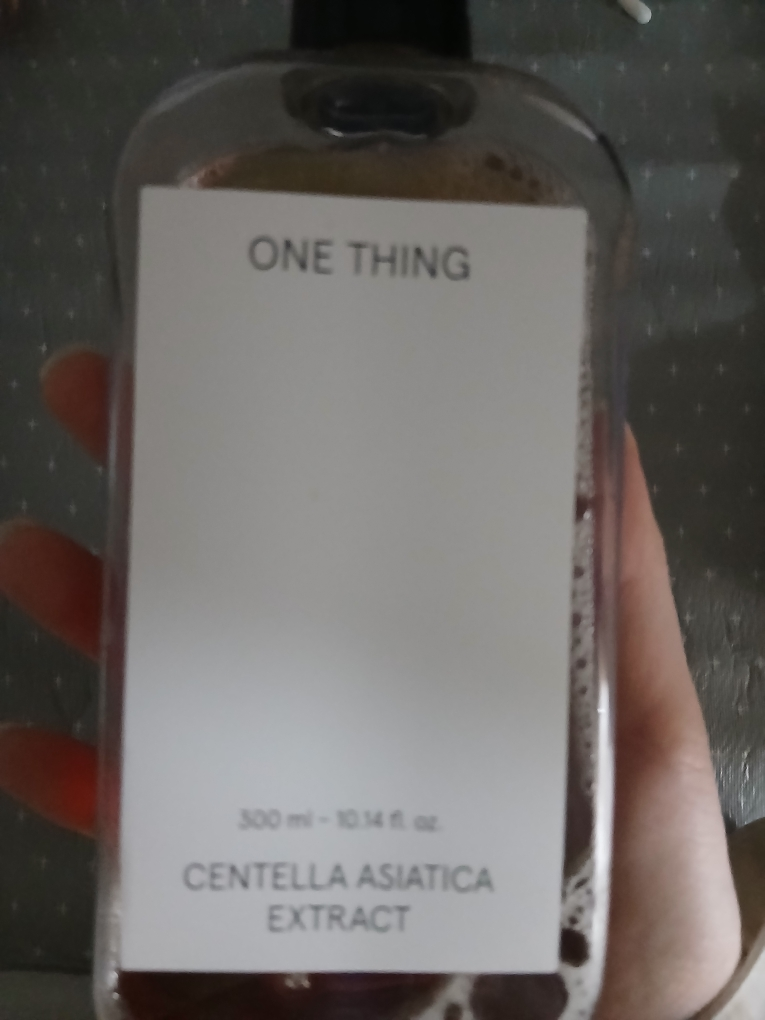 ONE THING
300 ml - 10.14 fl. oz.
CENTELLA ASIATICA
EXTRACT